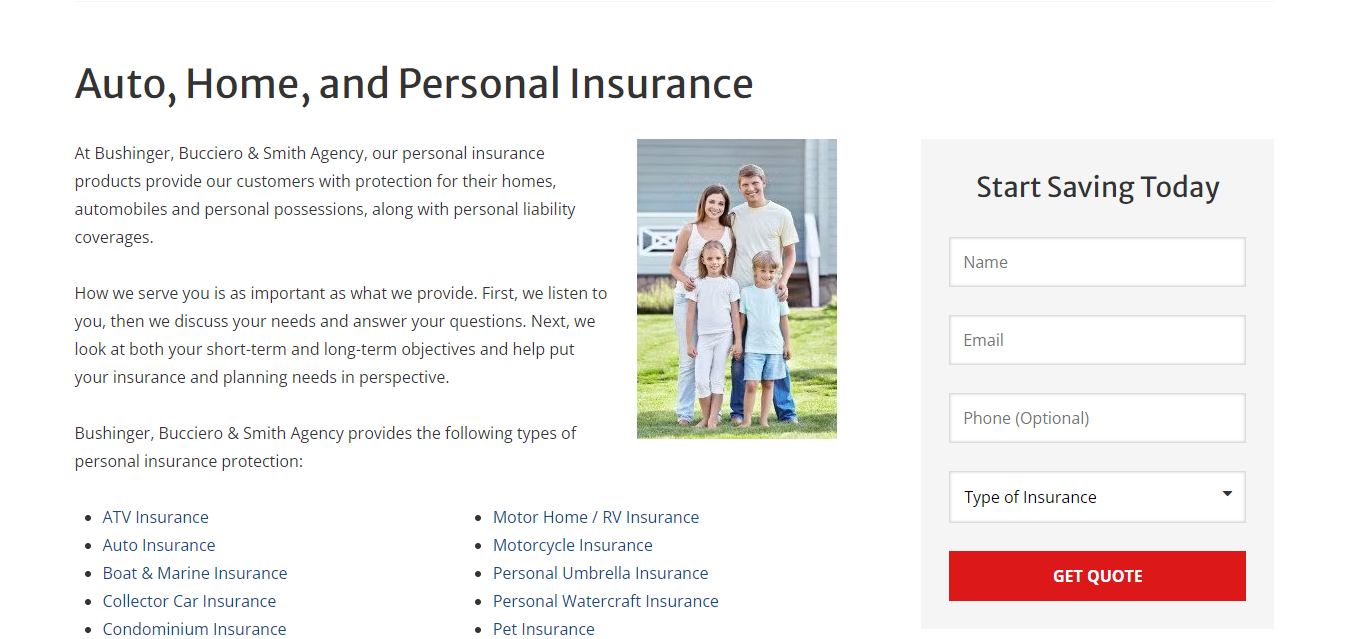 Auto, Home, and Personal Insurance
At Bushinger, Bucciero & Smith Agency, our personal insurance
products provide our customers with protection for their homes,
automobiles and personal possessions, along with personal liability
coverages.
How we serve you is as important as what we provide. First, we listen to
you, then we discuss your needs and answer your questions. Next, we
look at both your short-term and long-term objectives and help put
your insurance and planning needs in perspective.
Bushinger, Bucciero & Smith Agency provides the following types of
personal insurance protection:
ATV Insurance
Auto Insurance
Boat & Marine Insurance
Collector Car Insurance
Condominium Insurance
Motor Home / RV Insurance
Motorcycle Insurance
Personal Umbrella Insurance
Personal Watercraft Insurance
Pet Insurance
Start Saving Today
Name
Email
Phone (Optional)
Type of Insurance
GET QUOTE